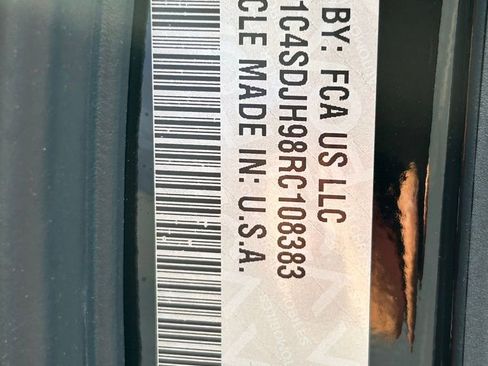 BY: FCA US LLC
1C4SDJH98RC108383
CLE MADE IN: U.S.A.